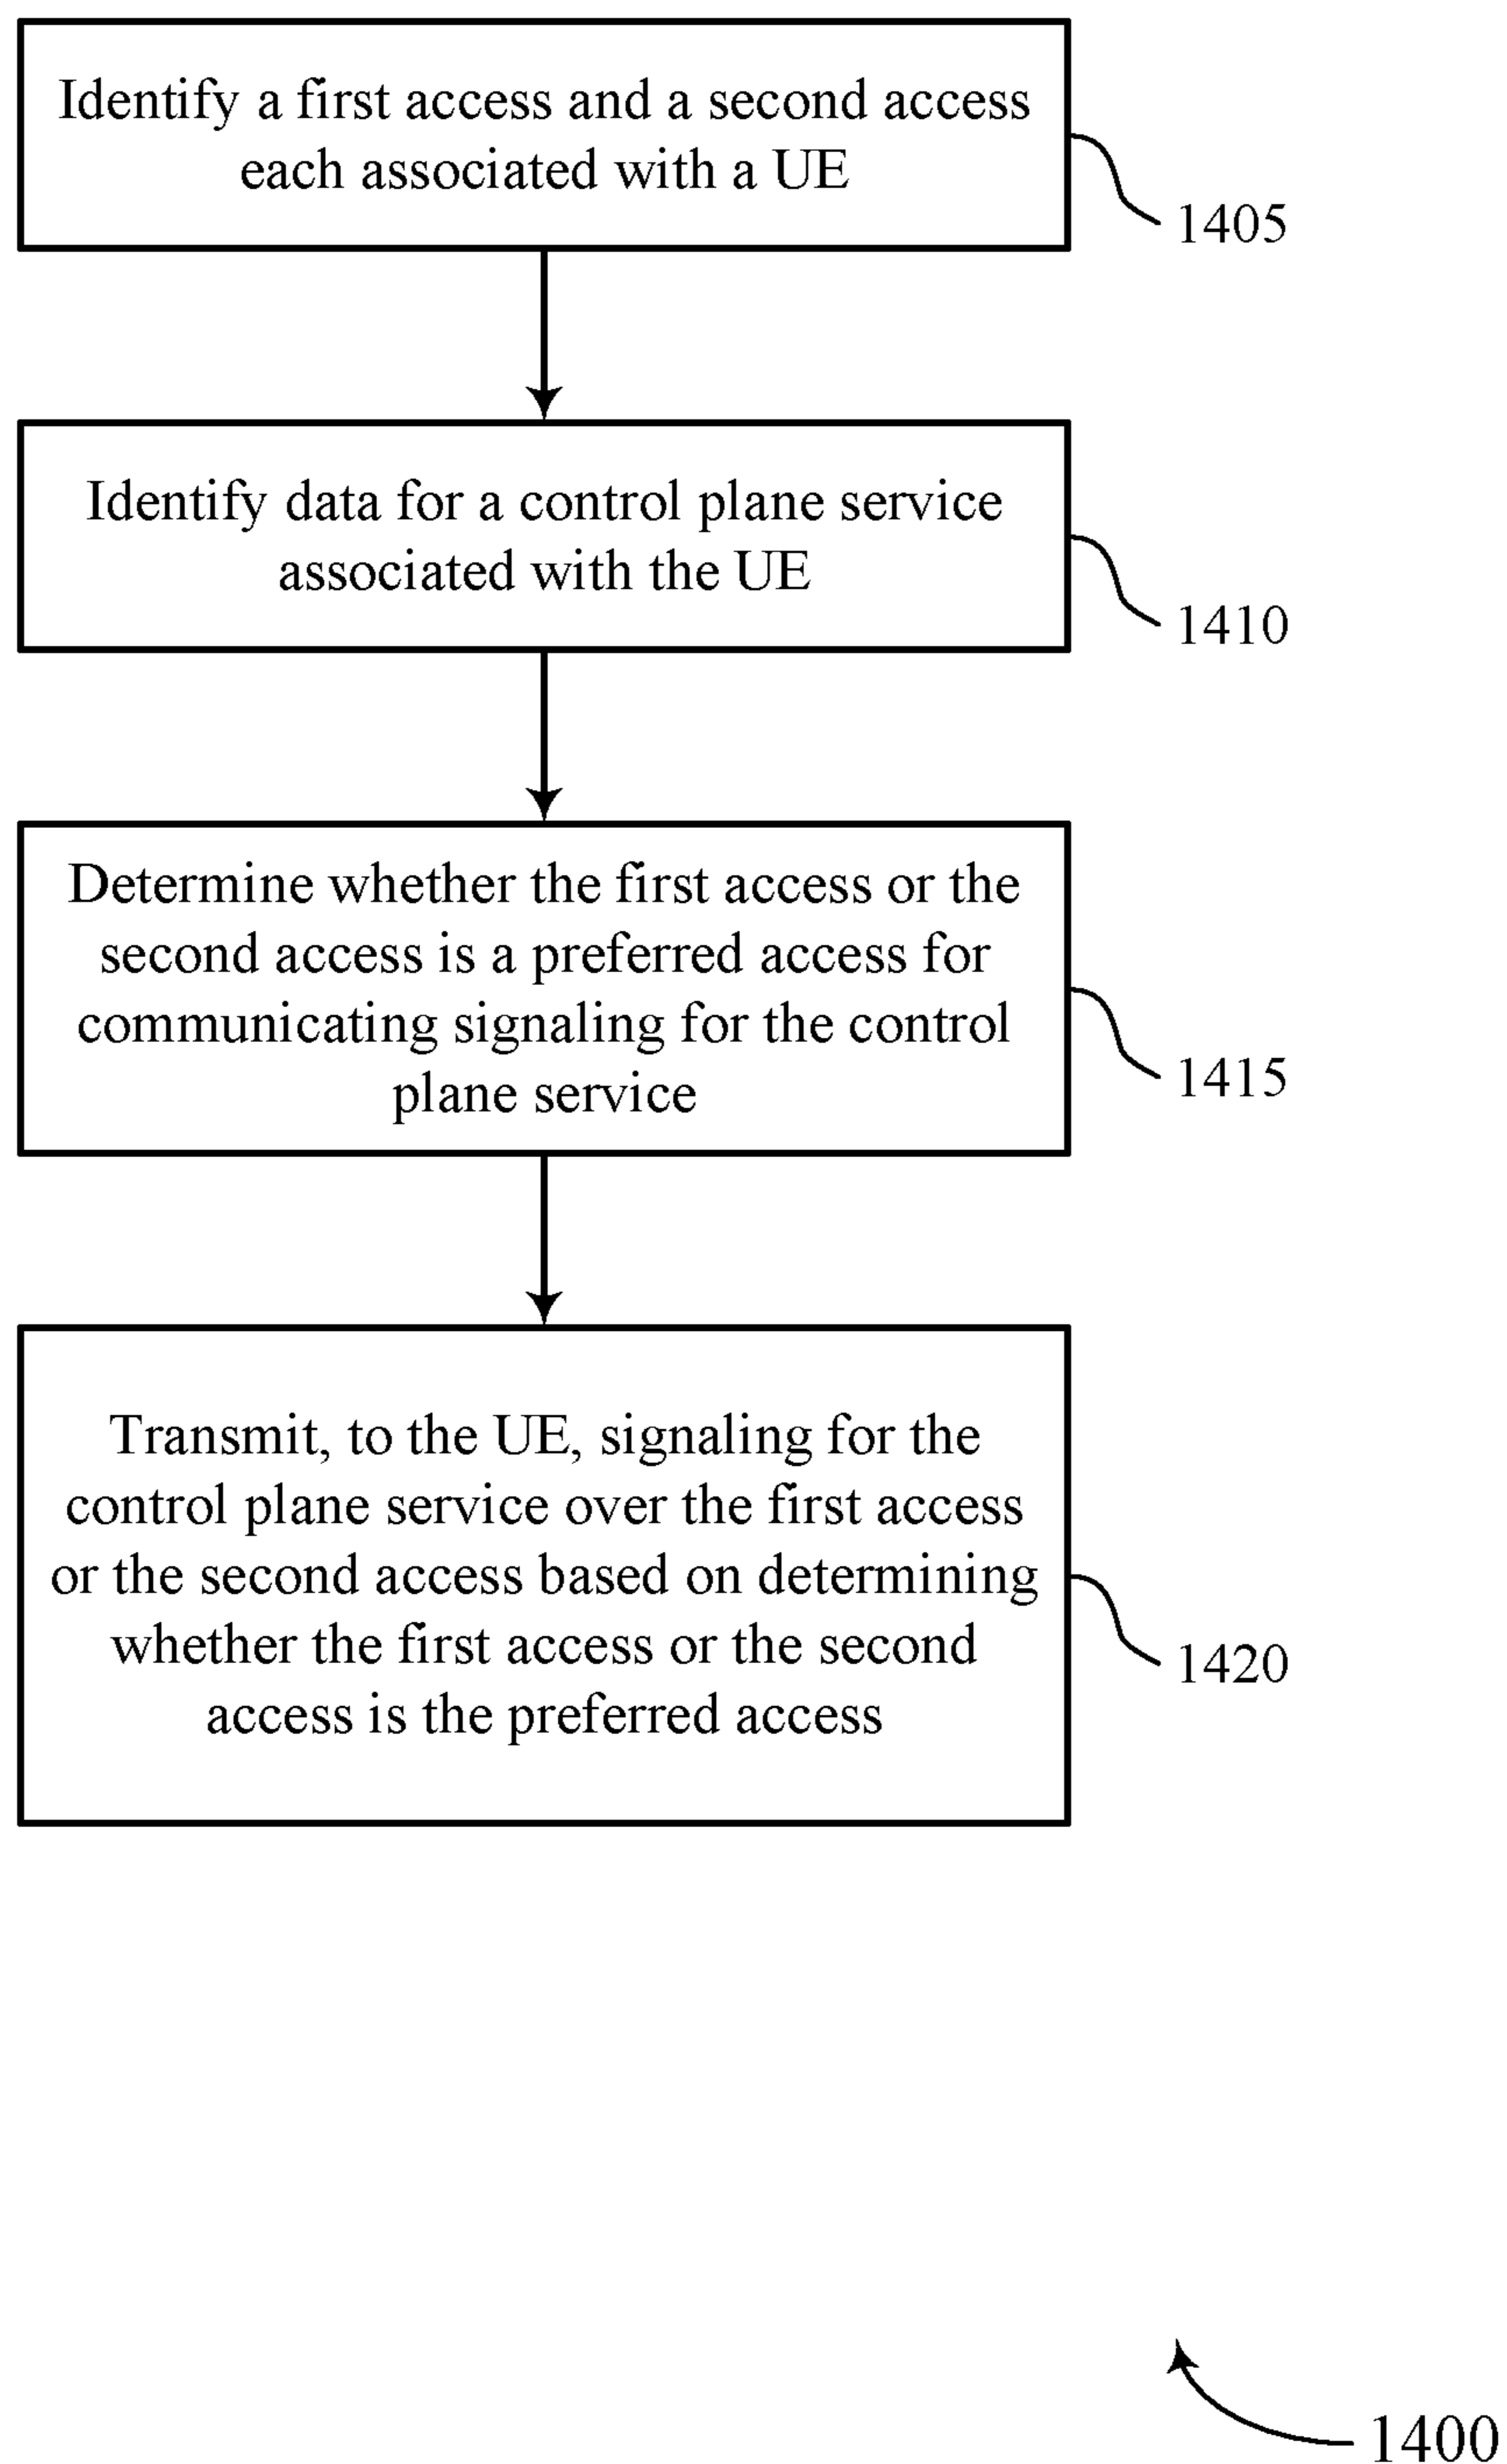 Identify a first access and a second access
each associated with a UE
1405
Identify data for a control plane service
associated with the UE
1410
Determine whether the first access or the
second access is a preferred access for
communicating signaling for the control
plane service
1415
Transmit, to the UE, signaling for the
control plane service over the first access
or the second access based on determining
whether the first access or the second
access is the preferred access
1420
1400